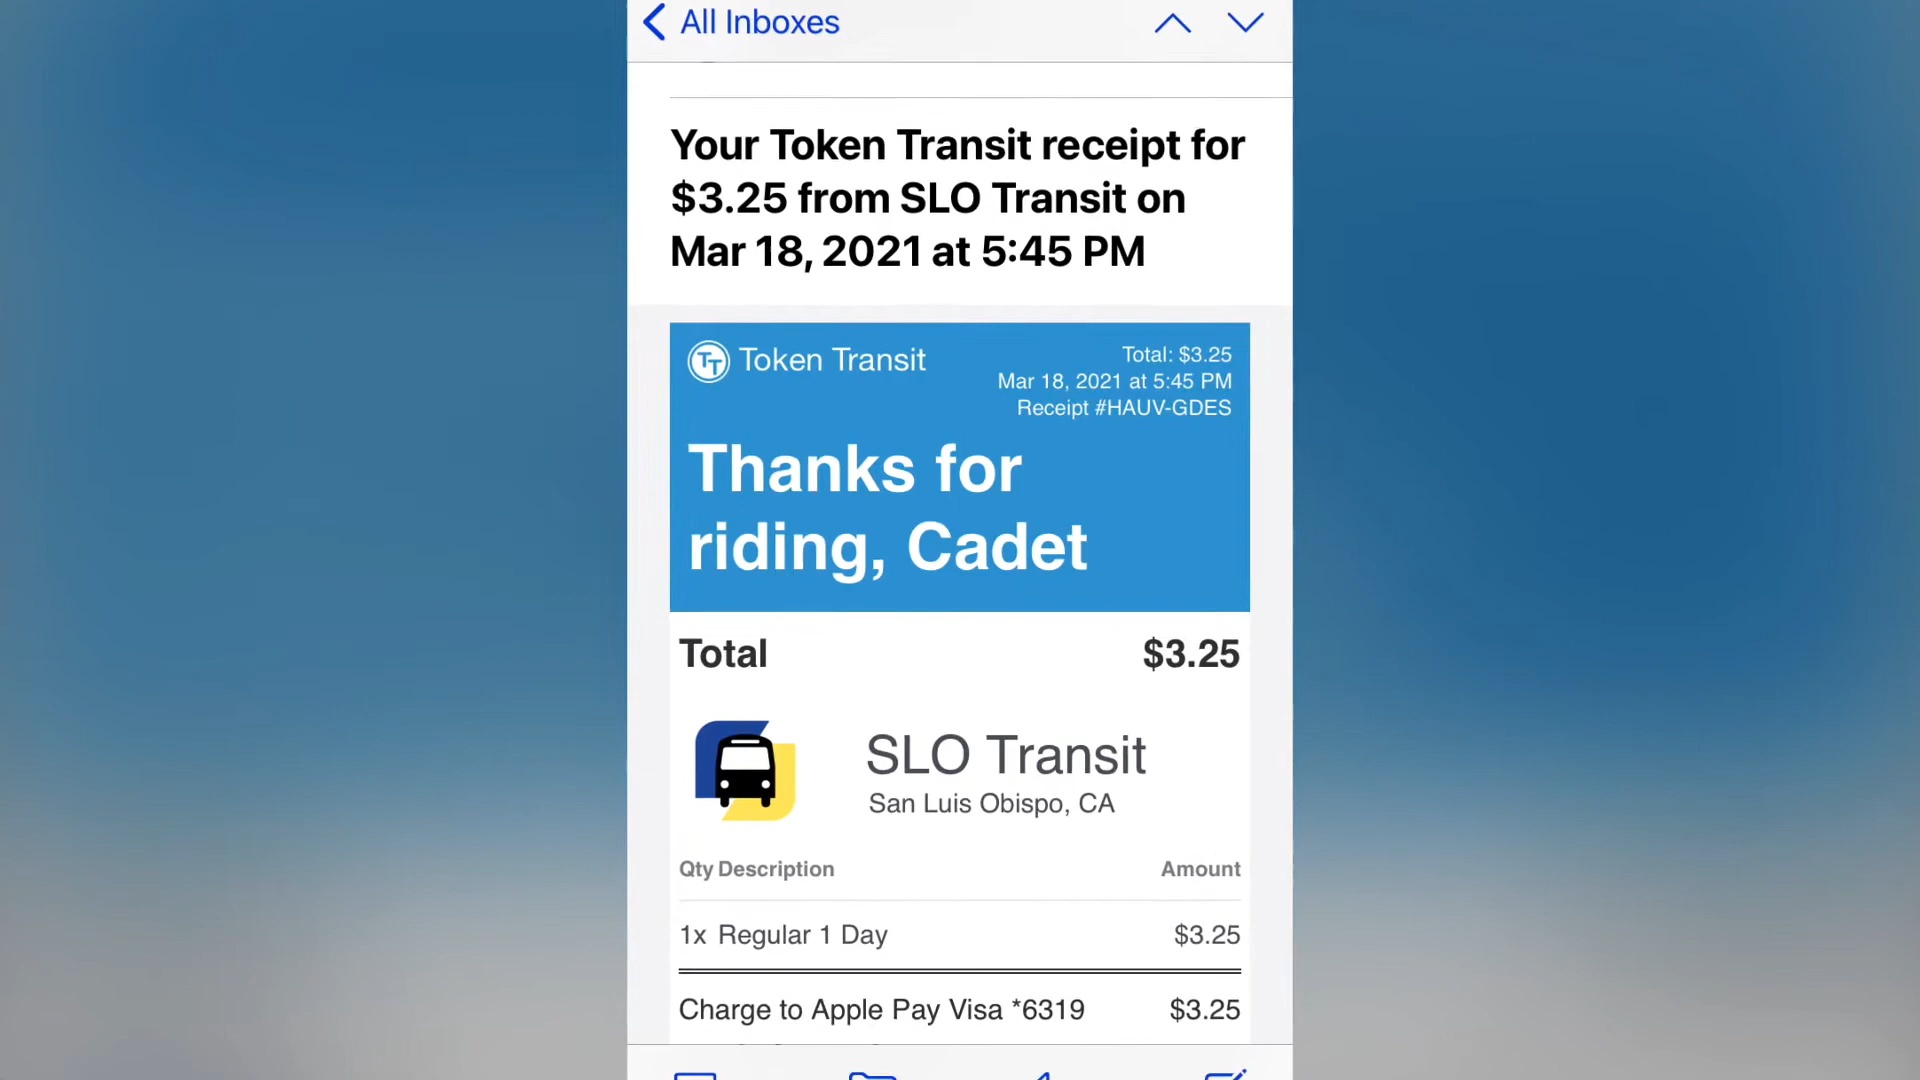 All Inboxes
Your Token Transit receipt for
$3.25 from SLO Transit on
Mar 18, 2021 at 5:45 PM
TT Token Transit
Total: $3.25
Mar 18, 2021 at 5:45 PM
Receipt #HAUV-GDES
Thanks for
riding, Cadet
Total $3.25
SLO Transit
San Luis Obispo, CA
Qty Description Amount
1x Regular 1 Day $3.25
Charge to Apple Pay Visa *6319 $3.25